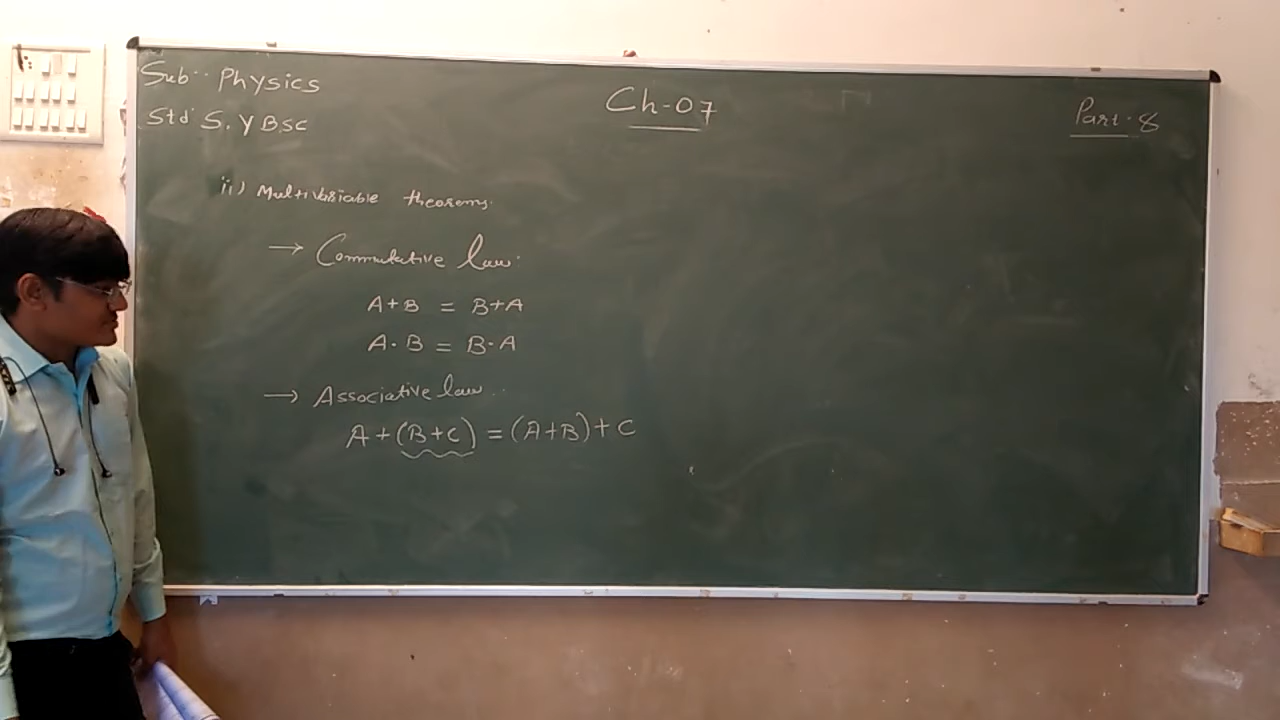 Sub:- Physics
Std: S. Y BSC
Ch-07
Part-8
ii) Multivariable theorems.
→ Commutative law.
A+B = B+A
A·B = B·A
→ Associative law.
A+(B+C) = (A+B)+C